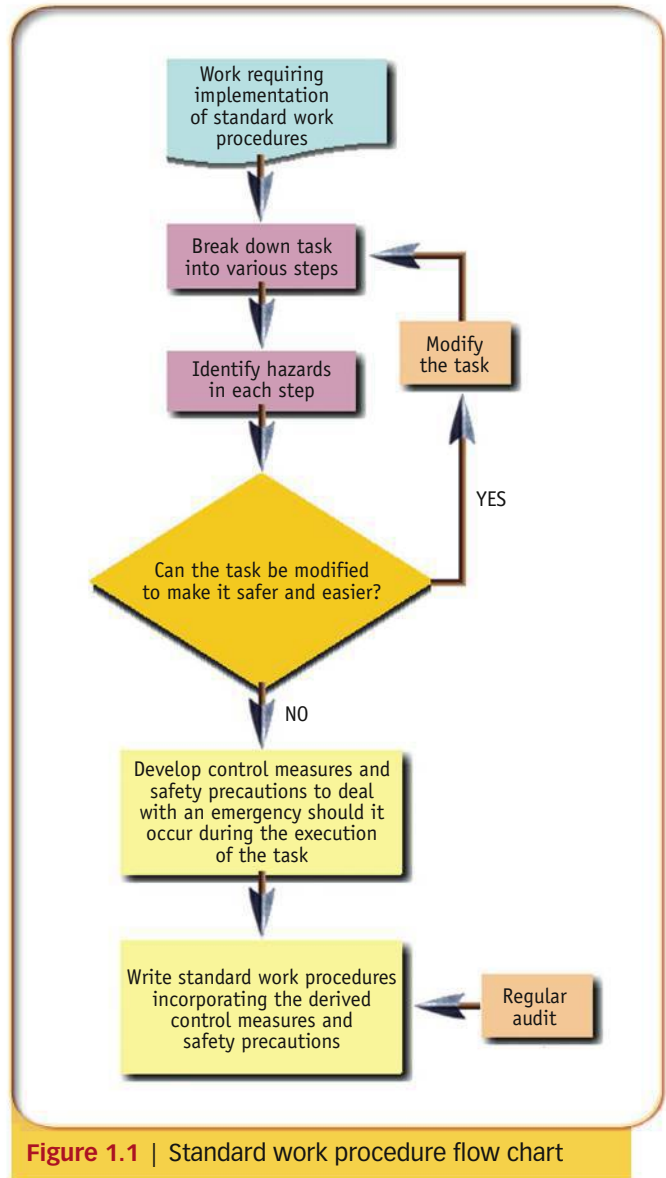 Work requiring
implementation
of standard work
procedures
Break down task
into various steps
Modify
the task
Identify hazards
in each step
YES
Can the task be modified
to make it safer and easier?
NO
Develop control measures and
safety precautions to deal
with an emergency should it
occur during the execution
of the task
Write standard work procedures
incorporating the derived
control measures and
safety precautions
Regular
audit
Figure 1.1 | Standard work procedure flow chart